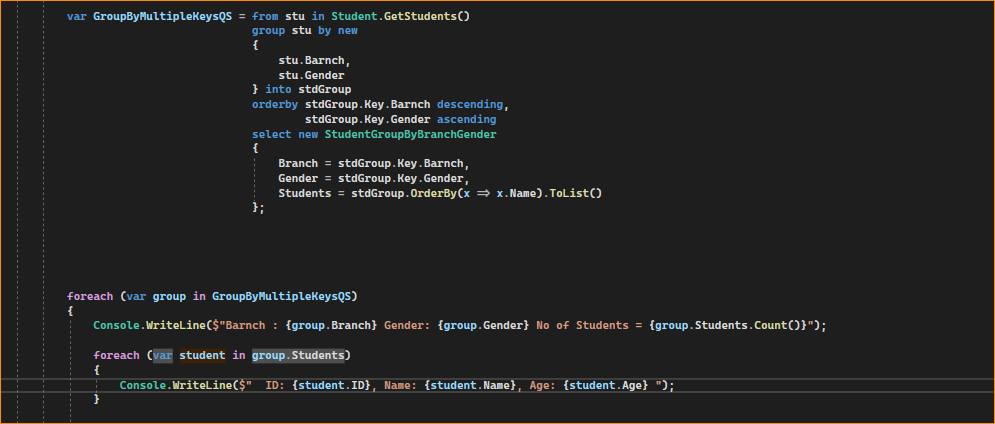 var GroupByMultipleKeysQS = from stu in Student.GetStudents()
group stu by new
{
stu.Barnch,
stu.Gender
} into stdGroup
orderby stdGroup.Key.Barnch descending,
stdGroup.Key.Gender ascending
select new StudentGroupByBranchGender
{
Branch = stdGroup.Key.Barnch,
Gender = stdGroup.Key.Gender,
Students = stdGroup.OrderBy(x => x.Name).ToList()
};
foreach (var group in GroupByMultipleKeysQS)
{
Console.WriteLine($"Barnch : {group.Branch} Gender: {group.Gender} No of Students = {group.Students.Count()}");
foreach (var student in group.Students)
{
Console.WriteLine($"  ID: {student.ID}, Name: {student.Name}, Age: {student.Age} ");
}